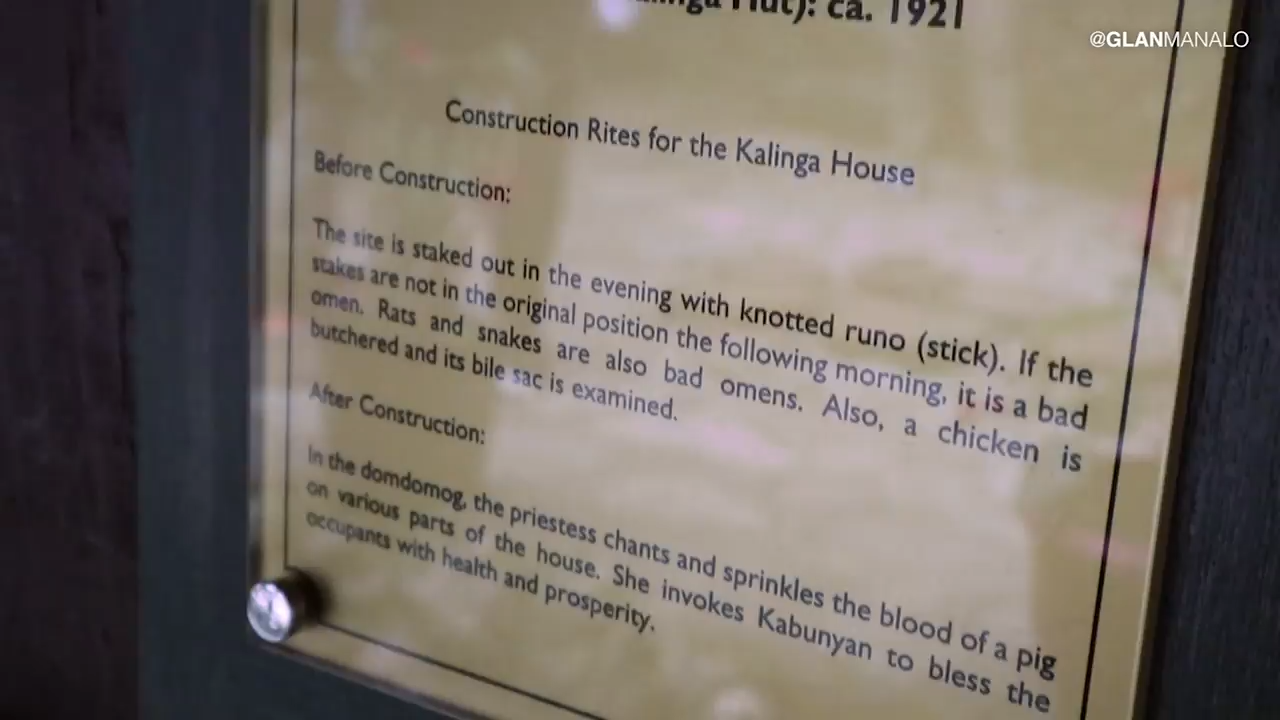 Hut): ca. 1921
@GLANMANALO
Construction Rites for the Kalinga House
Before Construction:
The site is staked out in the evening with knotted runo (stick). If the
stakes are not in the original position the following morning, it is a bad
omen. Rats and snakes are also bad omens. Also, a chicken is
butchered and its bile sac is examined.
After Construction:
In the domdomog, the priestess chants and sprinkles the blood of a pig
on various parts of the house. She invokes Kabunyan to bless the
occupants with health and prosperity.